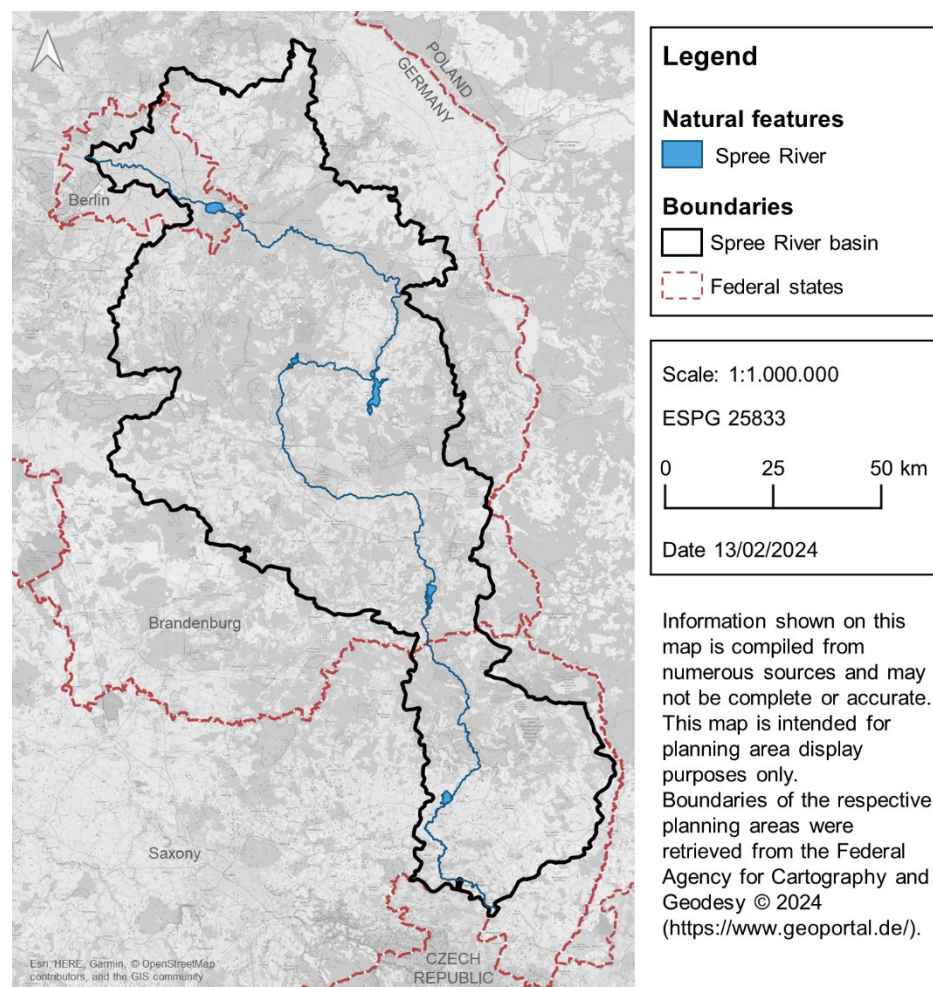 POLAND
GERMANY
Berlin
Brandenburg
Saxony
CZECH
REPUBLIC
Esri, HERE, Garmin, © OpenStreetMap
contributors, and the GIS community
Legend
Natural features
Spree River
Boundaries
Spree River basin
Federal states
Scale: 1:1.000.000
ESPG 25833
0 25 50 km
Date 13/02/2024
Information shown on this
map is compiled from
numerous sources and may
not be complete or accurate.
This map is intended for
planning area display
purposes only.
Boundaries of the respective
planning areas were
retrieved from the Federal
Agency for Cartography and
Geodesy © 2024
(https://www.geoportal.de/).